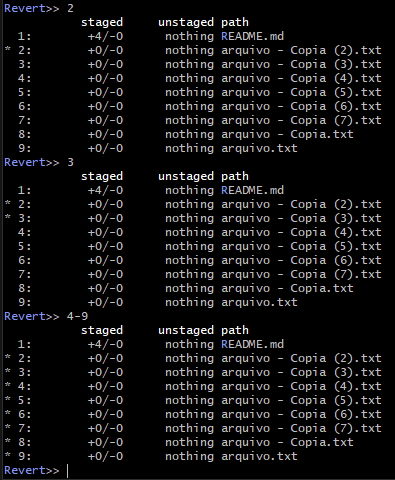 Revert>> 2
           staged     unstaged path
  1:        +4/-0      nothing README.md
* 2:        +0/-0      nothing arquivo - Copia (2).txt
  3:        +0/-0      nothing arquivo - Copia (3).txt
  4:        +0/-0      nothing arquivo - Copia (4).txt
  5:        +0/-0      nothing arquivo - Copia (5).txt
  6:        +0/-0      nothing arquivo - Copia (6).txt
  7:        +0/-0      nothing arquivo - Copia (7).txt
  8:        +0/-0      nothing arquivo - Copia.txt
  9:        +0/-0      nothing arquivo.txt
Revert>> 3
           staged     unstaged path
  1:        +4/-0      nothing README.md
* 2:        +0/-0      nothing arquivo - Copia (2).txt
* 3:        +0/-0      nothing arquivo - Copia (3).txt
  4:        +0/-0      nothing arquivo - Copia (4).txt
  5:        +0/-0      nothing arquivo - Copia (5).txt
  6:        +0/-0      nothing arquivo - Copia (6).txt
  7:        +0/-0      nothing arquivo - Copia (7).txt
  8:        +0/-0      nothing arquivo - Copia.txt
  9:        +0/-0      nothing arquivo.txt
Revert>> 4-9
           staged     unstaged path
  1:        +4/-0      nothing README.md
* 2:        +0/-0      nothing arquivo - Copia (2).txt
* 3:        +0/-0      nothing arquivo - Copia (3).txt
* 4:        +0/-0      nothing arquivo - Copia (4).txt
* 5:        +0/-0      nothing arquivo - Copia (5).txt
* 6:        +0/-0      nothing arquivo - Copia (6).txt
* 7:        +0/-0      nothing arquivo - Copia (7).txt
* 8:        +0/-0      nothing arquivo - Copia.txt
* 9:        +0/-0      nothing arquivo.txt
Revert>>